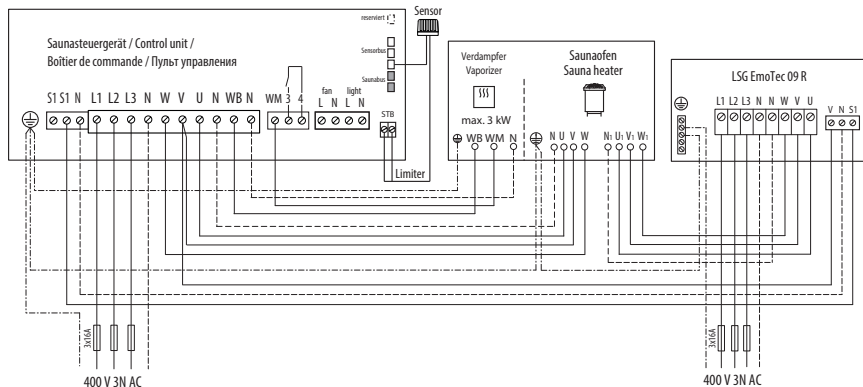 Saunasteuergerät / Control unit /
Boîtier de commande / Пульт управления
reserviert
Sensorbus
Saunabus
Sensor
S1 S1 N L1 L2 L3 N W V U N WB N
WM 3 4
fan light
L N L N
STB
Limiter
Verdampfer
Vaporizer
max. 3 kW
WB WM N
Saunaofen
Sauna heater
N U V W
N1 U1 V1 W1
LSG EmoTec 09 R
L1 L2 L3 N N W V U
V N S1
3x16A
400 V 3N AC
3x16A
400 V 3N AC